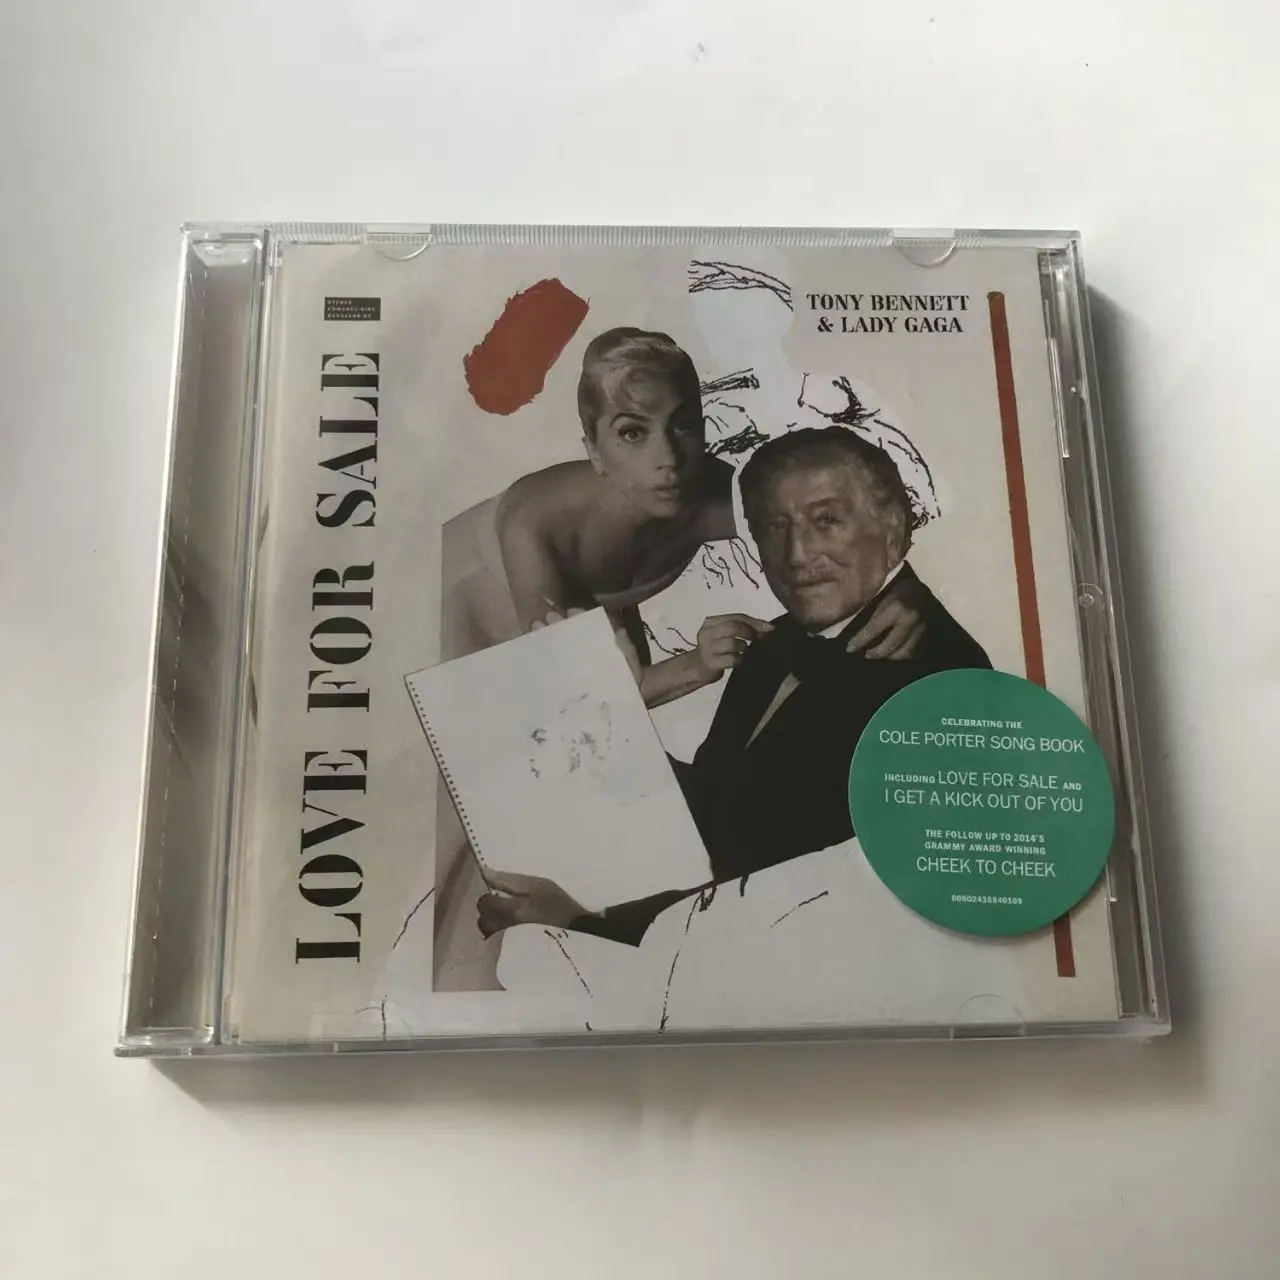 LOVE FOR SALE
STEREO
TONY BENNETT
& LADY GAGA
CELEBRATING THE
COLE PORTER SONG BOOK
INCLUDING LOVE FOR SALE AND
I GET A KICK OUT OF YOU
THE FOLLOW UP TO 2014'S
GRAMMY AWARD WINNING
CHEEK TO CHEEK